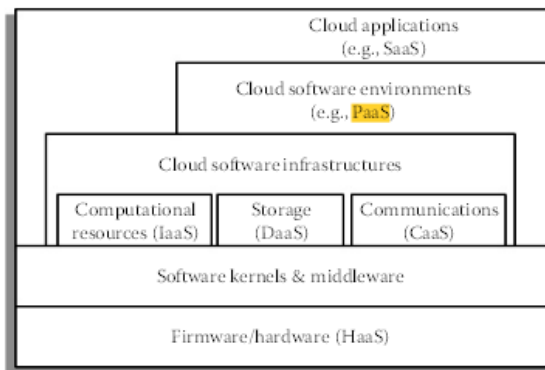 Cloud applications
(e.g., SaaS)
Cloud software environments
(e.g., PaaS)
Cloud software infrastructures
Computational
resources (IaaS)
Storage
(DaaS)
Communications
(CaaS)
Software kernels & middleware
Firmware/hardware (HaaS)